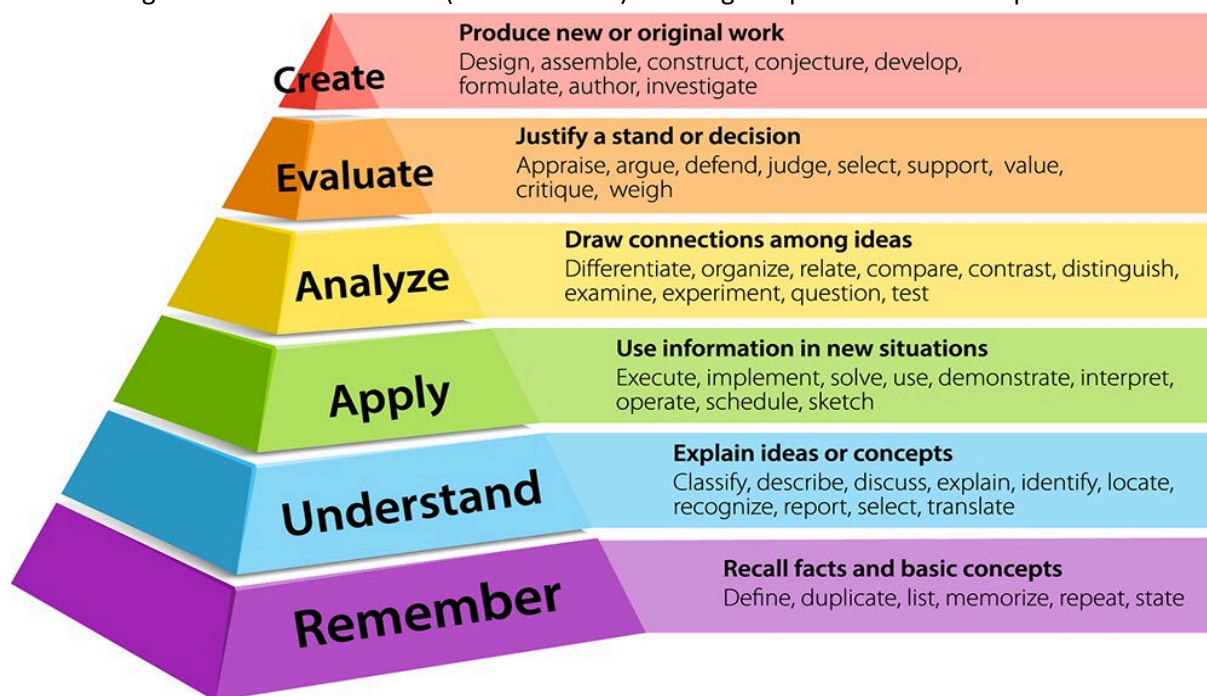 Create
Produce new or original work
Design, assemble, construct, conjecture, develop,
formulate, author, investigate
Evaluate
Justify a stand or decision
Appraise, argue, defend, judge, select, support, value,
critique, weigh
Analyze
Draw connections among ideas
Differentiate, organize, relate, compare, contrast, distinguish,
examine, experiment, question, test
Apply
Use information in new situations
Execute, implement, solve, use, demonstrate, interpret,
operate, schedule, sketch
Understand
Explain ideas or concepts
Classify, describe, discuss, explain, identify, locate,
recognize, report, select, translate
Remember
Recall facts and basic concepts
Define, duplicate, list, memorize, repeat, state